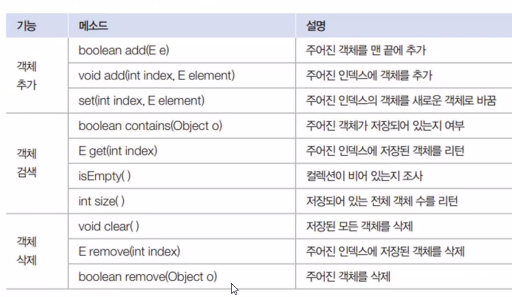 기능 메소드 설명
객체 추가 boolean add(E e) 주어진 객체를 맨 끝에 추가
void add(int index, E element) 주어진 인덱스에 객체를 추가
set(int index, E element) 주어진 인덱스의 객체를 새로운 객체로 바꿈
객체 검색 boolean contains(Object o) 주어진 객체가 저장되어 있는지 여부
E get(int index) 주어진 인덱스에 저장된 객체를 리턴
isEmpty( ) 컬렉션이 비어 있는지 조사
int size( ) 저장되어 있는 전체 객체 수를 리턴
객체 삭제 void clear( ) 저장된 모든 객체를 삭제
E remove(int index) 주어진 인덱스에 저장된 객체를 삭제
boolean remove(Object o) 주어진 객체를 삭제